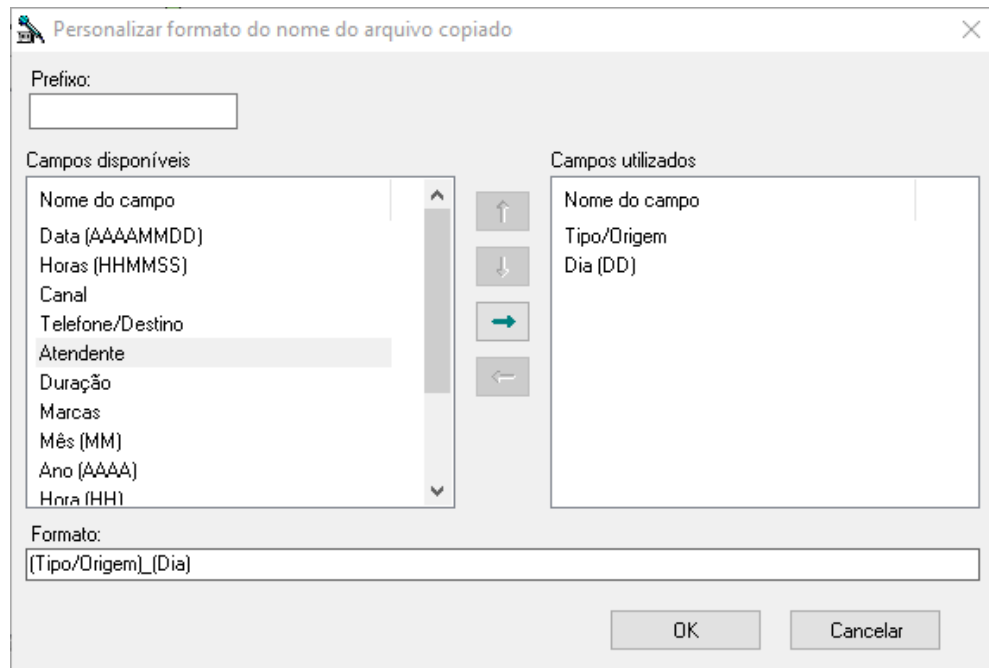 Personalizar formato do nome do arquivo copiado
Prefixo:
Campos disponíveis
Nome do campo
Data (AAAAMMDD)
Horas (HHMMSS)
Canal
Telefone/Destino
Atendente
Duração
Marcas
Mês (MM)
Ano (AAAA)
Hora (HH)
Campos utilizados
Nome do campo
Tipo/Origem
Dia (DD)
Formato:
(Tipo/Origem)_(Dia)
OK
Cancelar